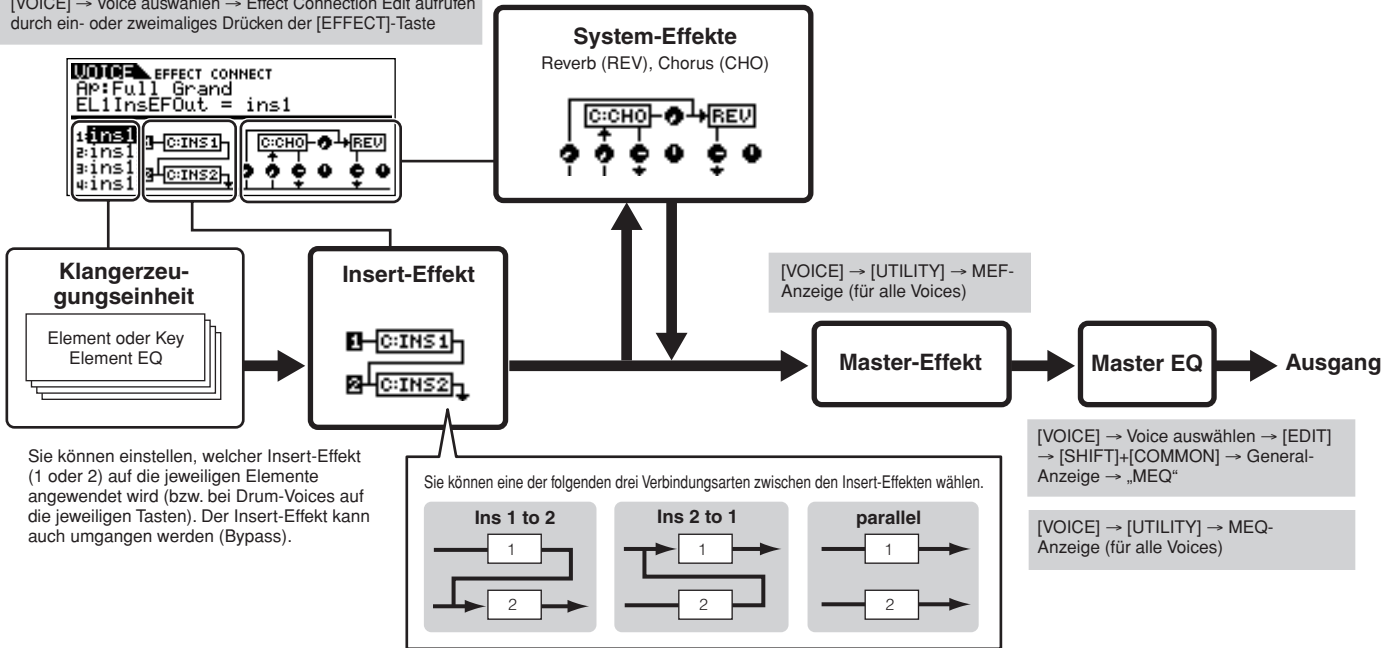 [VOICE] → Voice auswählen → Effect Connection Edit aufrufen
durch ein- oder zweimaliges Drücken der [EFFECT]-Taste
VOICE EFFECT CONNECT
AP:Full Grand
EL1InsEFOut = ins1
1:ins1
2:ins1
3:ins1
4:ins1
1 C:INS1
2 C:INS2
C:CHO REV
System-Effekte
Reverb (REV), Chorus (CHO)
C:CHO REV
Klangerzeu-
gungseinheit
Element oder Key
Element EQ
Insert-Effekt
1 C:INS1
2 C:INS2
[VOICE] → [UTILITY] → MEF-
Anzeige (für alle Voices)
Master-Effekt
Master EQ
Ausgang
Sie können einstellen, welcher Insert-Effekt
(1 oder 2) auf die jeweiligen Elemente
angewendet wird (bzw. bei Drum-Voices auf
die jeweiligen Tasten). Der Insert-Effekt kann
auch umgangen werden (Bypass).
Sie können eine der folgenden drei Verbindungsarten zwischen den Insert-Effekten wählen.
Ins 1 to 2
1
2
Ins 2 to 1
1
2
parallel
1
2
[VOICE] → Voice auswählen → [EDIT]
→ [SHIFT]+[COMMON] → General-
Anzeige → „MEQ“
[VOICE] → [UTILITY] → MEQ-
Anzeige (für alle Voices)